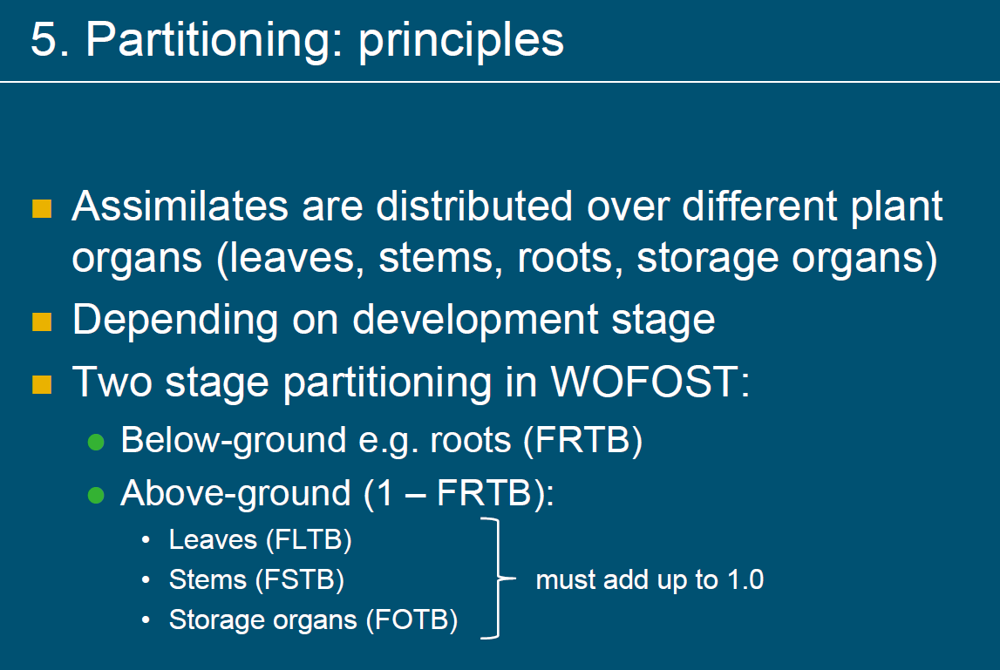 5. Partitioning: principles
Assimilates are distributed over different plant
organs (leaves, stems, roots, storage organs)
Depending on development stage
Two stage partitioning in WOFOST:
Below-ground e.g. roots (FRTB)
Above-ground (1 – FRTB):
Leaves (FLTB)
Stems (FSTB)
must add up to 1.0
Storage organs (FOTB)